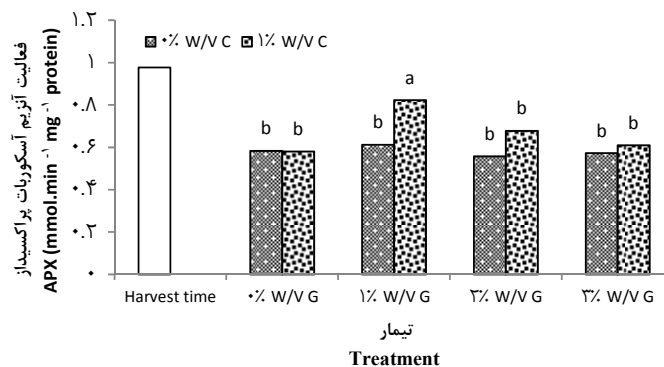 فعالیت آنزیم آسکوربات پراکسیداز
APX (mmol.min ⁻¹ mg ⁻¹ protein)
۱.۲
۱
۰.۸
۰.۶
۰.۴
۰.۲
۰
۰٪ W/V C ۱٪ W/V C
b b b a b b b b
Harvest time ۰٪ W/V G ۱٪ W/V G ۳٪ W/V G ۳٪ W/V G
تیمار
Treatment